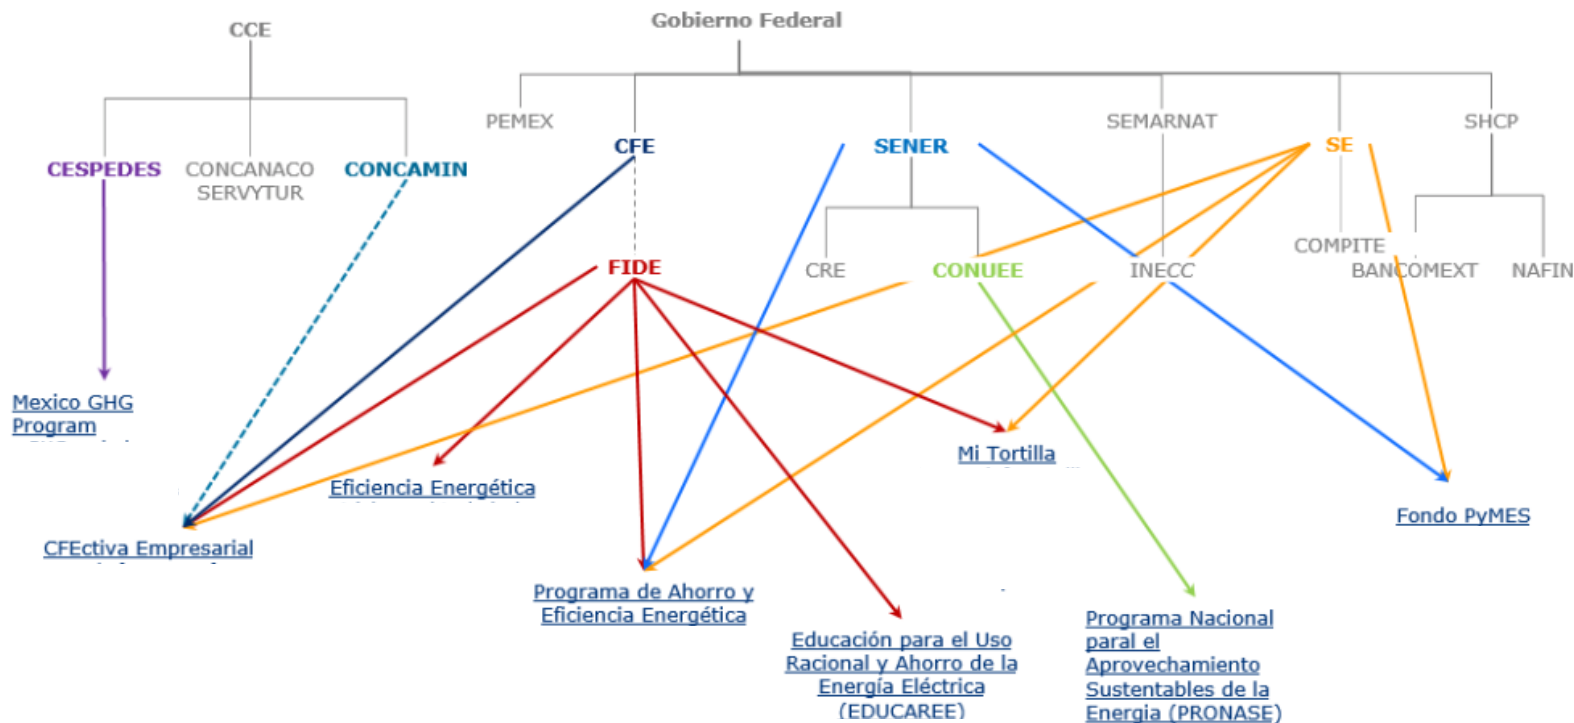 Gobierno Federal
CCE
PEMEX
SEMARNAT
SHCP
CFE
SENER
SE
CESPEDES
CONCANACO
SERVYTUR
CONCAMIN
COMPITE
FIDE
CRE
CONUEE
INECC
BANCOMEXT
NAFIN
Mexico GHG
Program
Mi Tortilla
Eficiencia Energética
Fondo PyMES
CFEctiva Empresarial
Programa de Ahorro y
Eficiencia Energética
Educación para el Uso
Racional y Ahorro de la
Energía Eléctrica
(EDUCAREE)
Programa Nacional
paral el
Aprovechamiento
Sustentables de la
Energia (PRONASE)